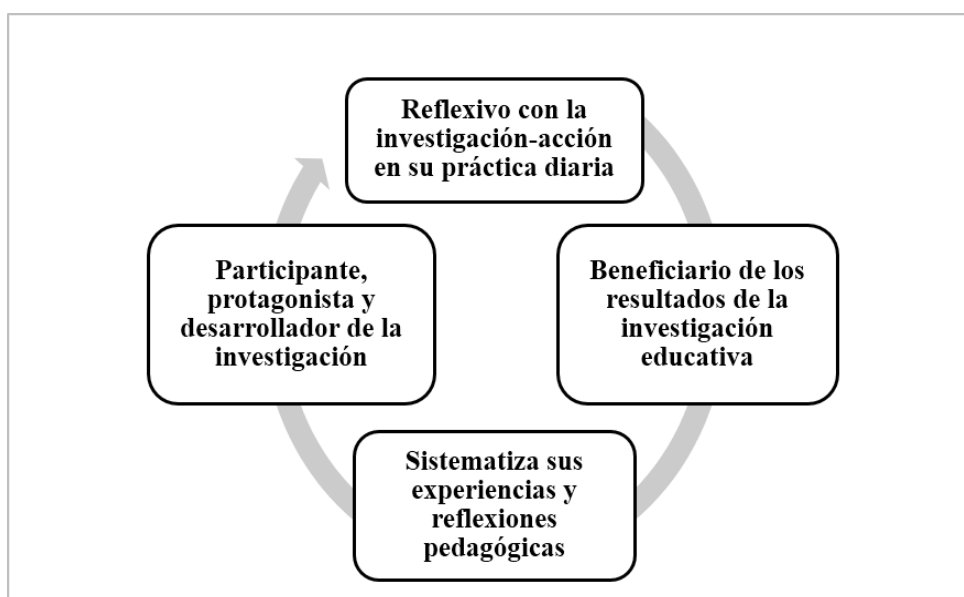 Reflexivo con la
investigación-acción
en su práctica diaria
Beneficiario de los
resultados de la
investigación
educativa
Sistematiza sus
experiencias y
reflexiones
pedagógicas
Participante,
protagonista y
desarrollador de la
investigación